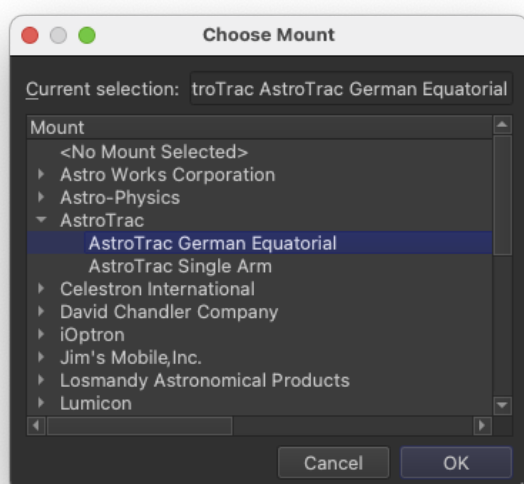 Choose Mount
Current selection: troTrac AstroTrac German Equatorial
Mount
<No Mount Selected>
Astro Works Corporation
Astro-Physics
AstroTrac
AstroTrac German Equatorial
AstroTrac Single Arm
Celestron International
David Chandler Company
iOptron
Jim's Mobile,Inc.
Losmandy Astronomical Products
Lumicon
Cancel OK